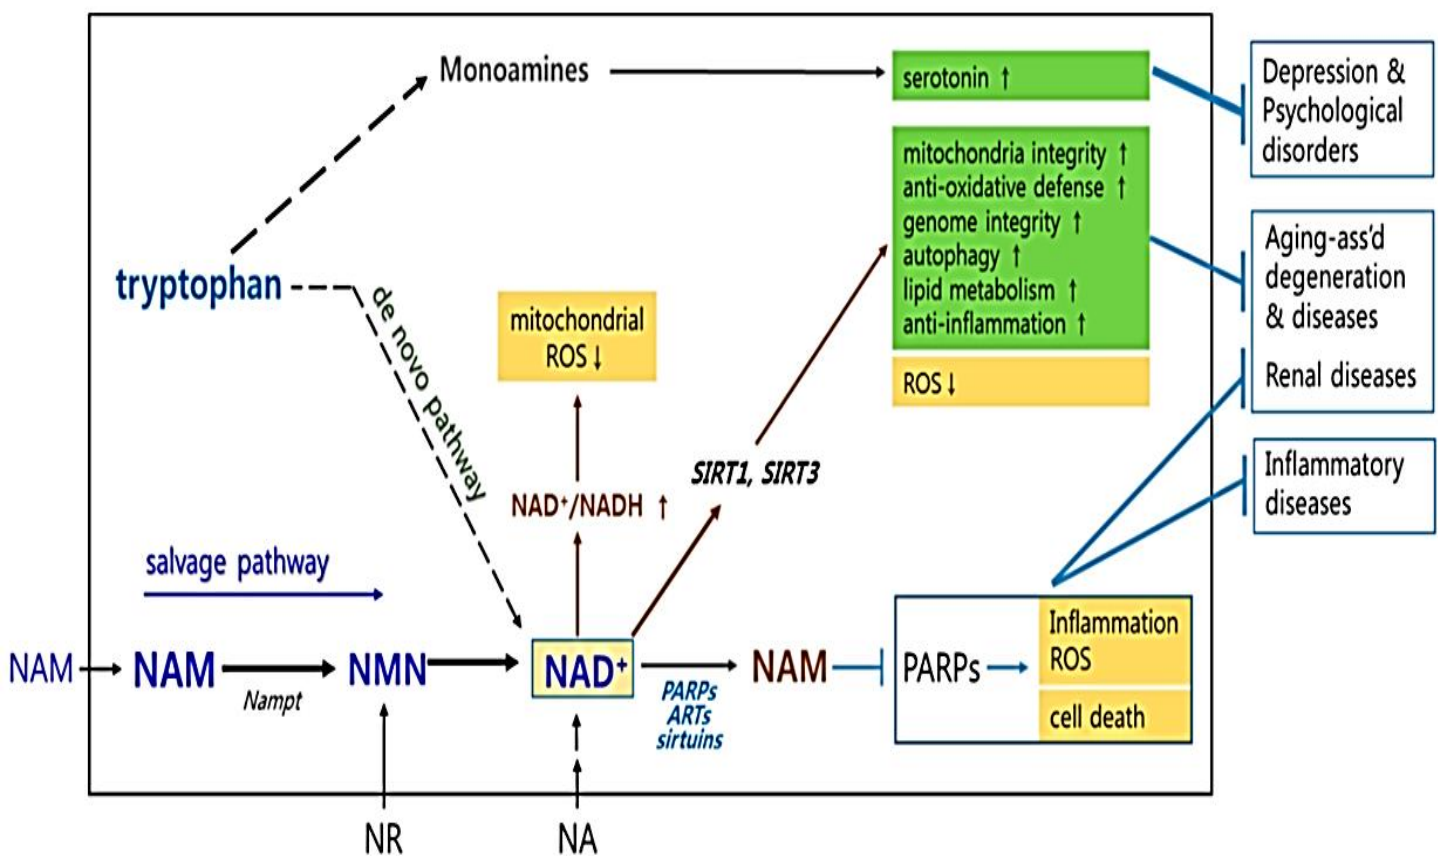 Monoamines
serotonin ↑
Depression &
Psychological
disorders
mitochondria integrity ↑
anti-oxidative defense ↑
genome integrity ↑
autophagy ↑
lipid metabolism ↑
anti-inflammation ↑
ROS ↓
Aging-ass'd
degeneration
& diseases
Renal diseases
Inflammatory
diseases
tryptophan
de novo pathway
mitochondrial
ROS ↓
NAD⁺/NADH ↑
SIRT1, SIRT3
salvage pathway
NAM
NAM
Nampt
NMN
NAD⁺
PARPs
ARTs
sirtuins
NAM
PARPs
Inflammation
ROS
cell death
NR
NA